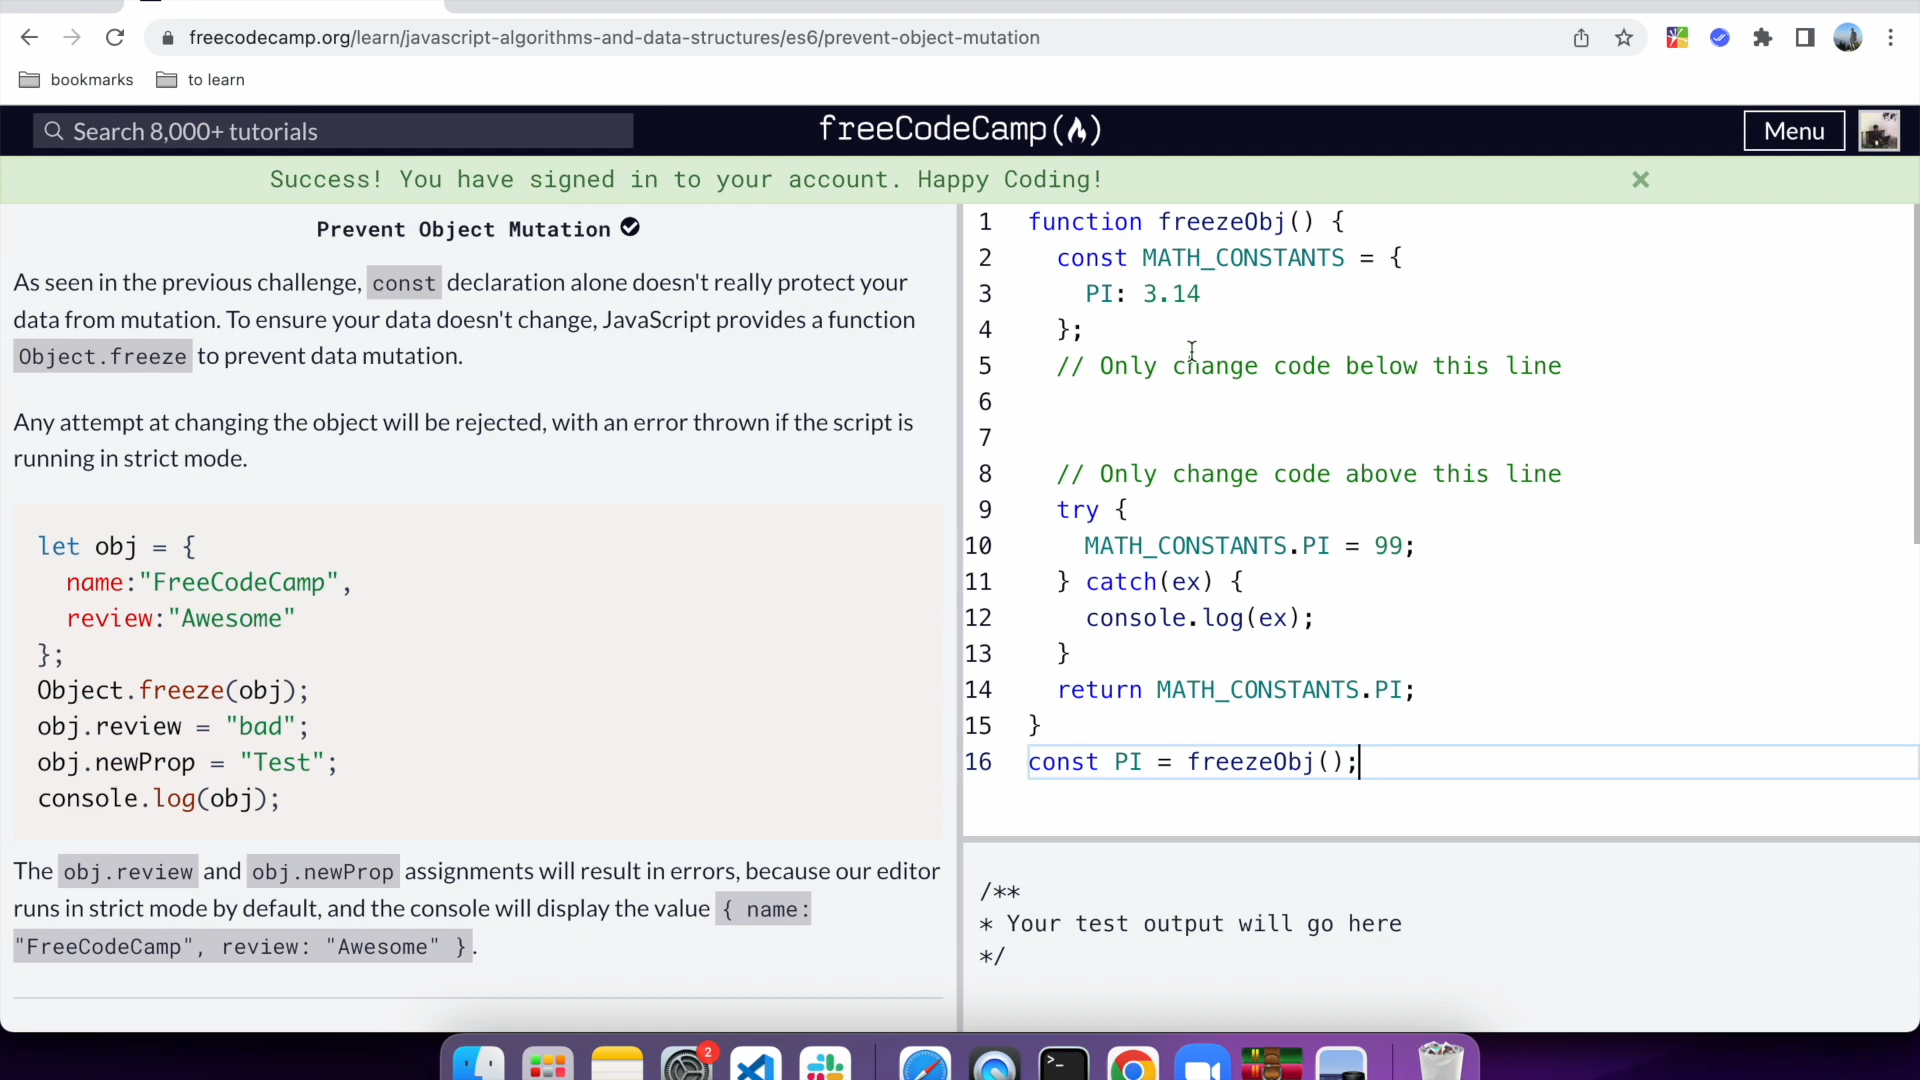 freecodecamp.org/learn/javascript-algorithms-and-data-structures/es6/prevent-object-mutation
bookmarks to learn
Search 8,000+ tutorials
freeCodeCamp(🔥)
Menu
Success! You have signed in to your account. Happy Coding!
Prevent Object Mutation
As seen in the previous challenge, const declaration alone doesn't really protect your
data from mutation. To ensure your data doesn't change, JavaScript provides a function
Object.freeze to prevent data mutation.
Any attempt at changing the object will be rejected, with an error thrown if the script is
running in strict mode.
let obj = {
  name:"FreeCodeCamp",
  review:"Awesome"
};
Object.freeze(obj);
obj.review = "bad";
obj.newProp = "Test";
console.log(obj);
The obj.review and obj.newProp assignments will result in errors, because our editor
runs in strict mode by default, and the console will display the value { name:
"FreeCodeCamp", review: "Awesome" }.
1 function freezeObj() {
2   const MATH_CONSTANTS = {
3     PI: 3.14
4   };
5   // Only change code below this line
6
7
8   // Only change code above this line
9   try {
10     MATH_CONSTANTS.PI = 99;
11   } catch(ex) {
12     console.log(ex);
13   }
14   return MATH_CONSTANTS.PI;
15 }
16 const PI = freezeObj();
/**
* Your test output will go here
*/
2
>_